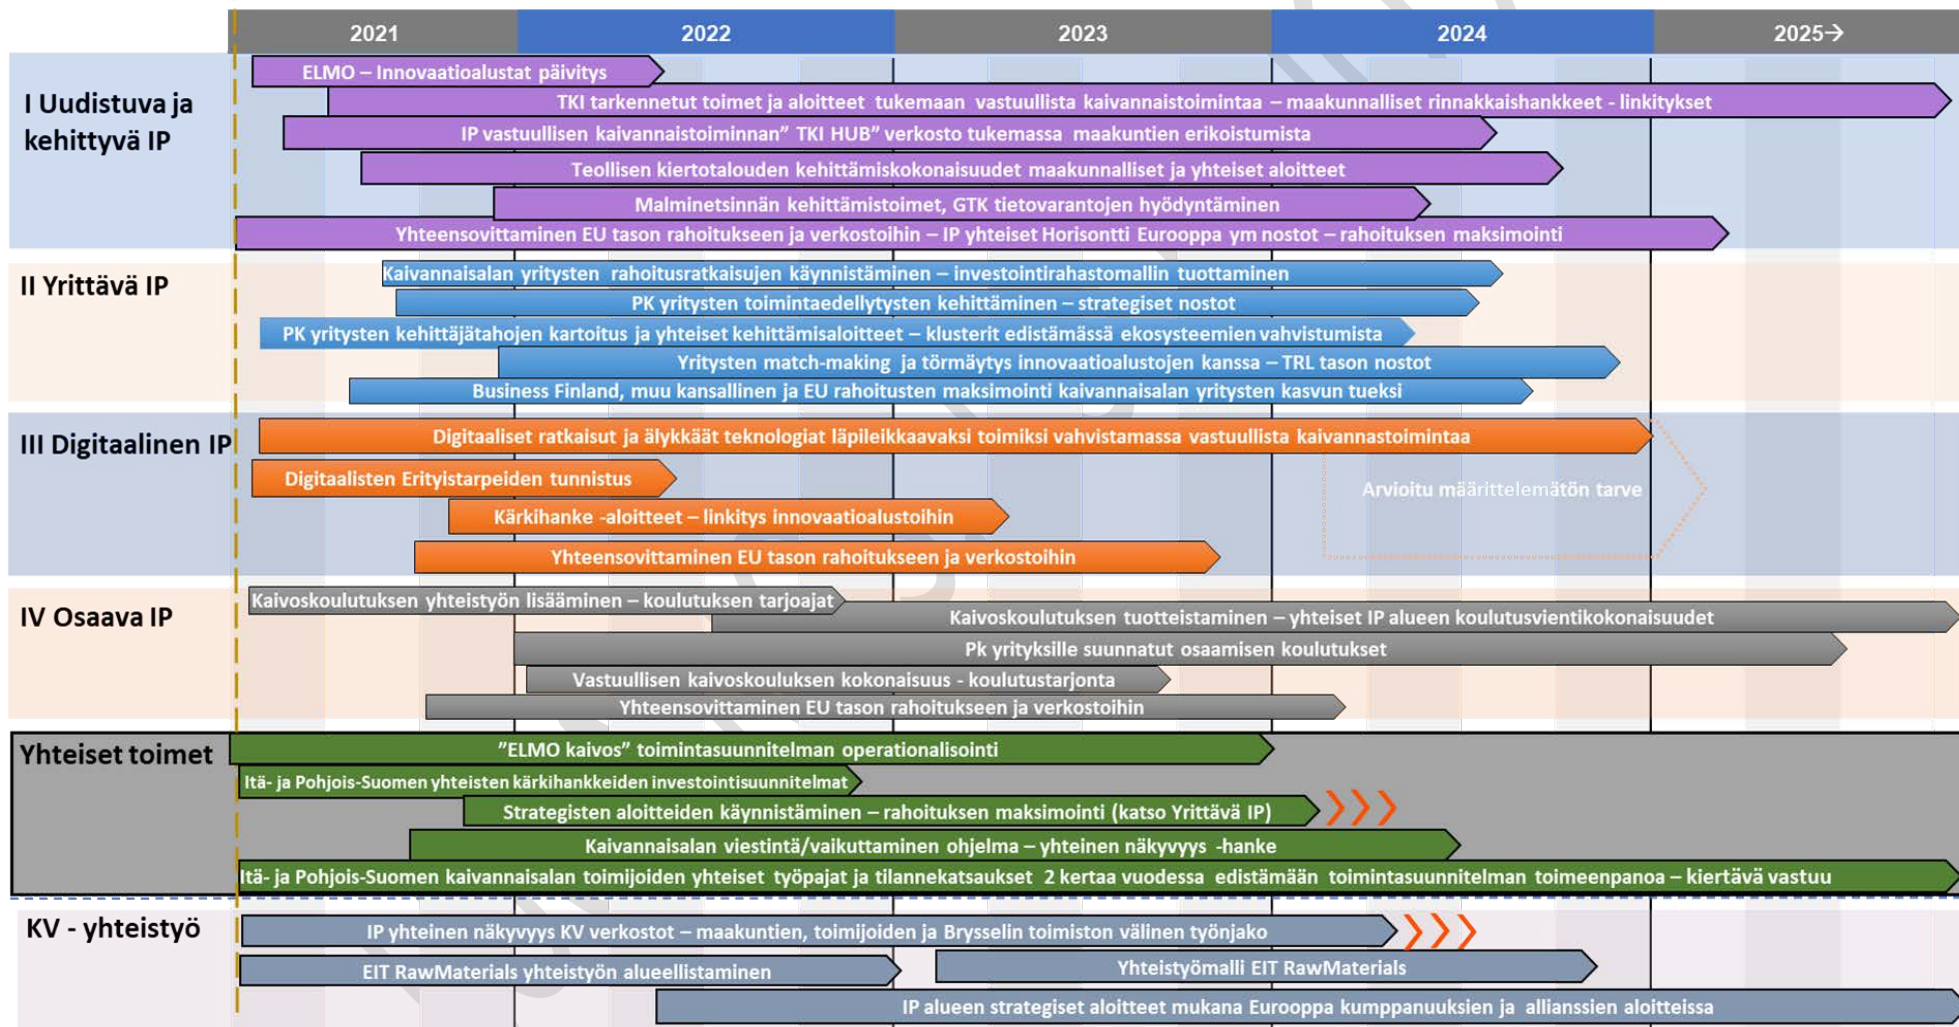 2021 2022 2023 2024 2025→
I Uudistuva ja
kehittyvä IP
ELMO – Innovaatioalustat päivitys
TKI tarkennetut toimet ja aloitteet tukemaan vastuullista kaivannaistoimintaa – maakunnalliset rinnakkaishankkeet - linkitykset
IP vastuullisen kaivannaistoiminnan” TKI HUB” verkosto tukemassa maakuntien erikoistumista
Teollisen kiertotalouden kehittämiskokonaisuudet maakunnalliset ja yhteiset aloitteet
Malminetsinnän kehittämistoimet, GTK tietovarantojen hyödyntäminen
Yhteensovittaminen EU tason rahoitukseen ja verkostoihin – IP yhteiset Horisontti Eurooppa ym nostot – rahoituksen maksimointi
II Yrittävä IP
Kaivannaisalan yritysten rahoitusratkaisujen käynnistäminen – investointirahastomallin tuottaminen
PK yritysten toimintaedellytysten kehittäminen – strategiset nostot
PK yritysten kehittäjätahojen kartoitus ja yhteiset kehittämisaloitteet – klusterit edistämässä ekosysteemien vahvistumista
Yritysten match-making ja törmäytys innovaatioalustojen kanssa – TRL tason nostot
Business Finland, muu kansallinen ja EU rahoitusten maksimointi kaivannaisalan yritysten kasvun tueksi
III Digitaalinen IP
Digitaaliset ratkaisut ja älykkäät teknologiat läpileikkaavaksi toimiksi vahvistamassa vastuullista kaivannastoimintaa
Digitaalisten Erityistarpeiden tunnistus
Arvioitu määrittelemätön tarve
Kärkihanke -aloitteet – linkitys innovaatioalustoihin
Yhteensovittaminen EU tason rahoitukseen ja verkostoihin
IV Osaava IP
Kaivoskoulutuksen yhteistyön lisääminen – koulutuksen tarjoajat
Kaivoskoulutuksen tuotteistaminen – yhteiset IP alueen koulutusvientikokonaisuudet
Pk yrityksille suunnatut osaamisen koulutukset
Vastuullisen kaivoskouluksen kokonaisuus - koulutustarjonta
Yhteensovittaminen EU tason rahoitukseen ja verkostoihin
Yhteiset toimet
”ELMO kaivos” toimintasuunnitelman operationalisointi
Itä- ja Pohjois-Suomen yhteisten kärkihankkeiden investointisuunnitelmat
Strategisten aloitteiden käynnistäminen – rahoituksen maksimointi (katso Yrittävä IP)
Kaivannaisalan viestintä/vaikuttaminen ohjelma – yhteinen näkyvyys -hanke
Itä- ja Pohjois-Suomen kaivannaisalan toimijoiden yhteiset työpajat ja tilannekatsaukset 2 kertaa vuodessa edistämään toimintasuunnitelman toimeenpanoa – kiertävä vastuu
KV - yhteistyö
IP yhteinen näkyvyys KV verkostot – maakuntien, toimijoiden ja Brysselin toimiston välinen työnjako
EIT RawMaterials yhteistyön alueellistaminen
Yhteistyömalli EIT RawMaterials
IP alueen strategiset aloitteet mukana Eurooppa kumppanuuksien ja allianssien aloitteissa